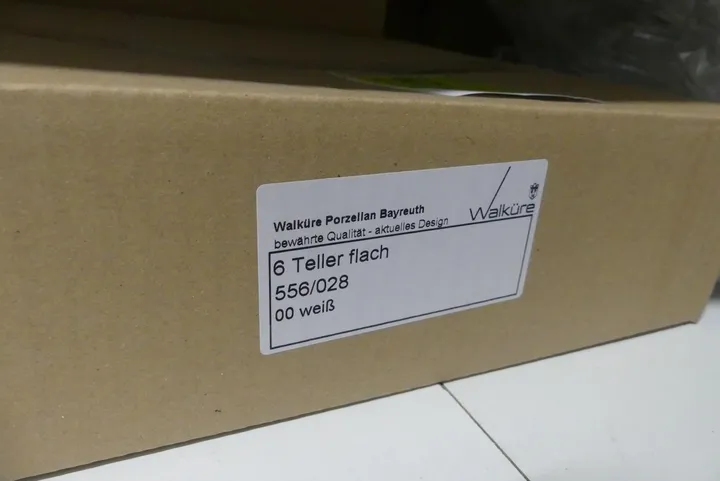 Walküre Porzellan Bayreuth
bewährte Qualität - aktuelles Design
Walküre
6 Teller flach
556/028
00 weiß